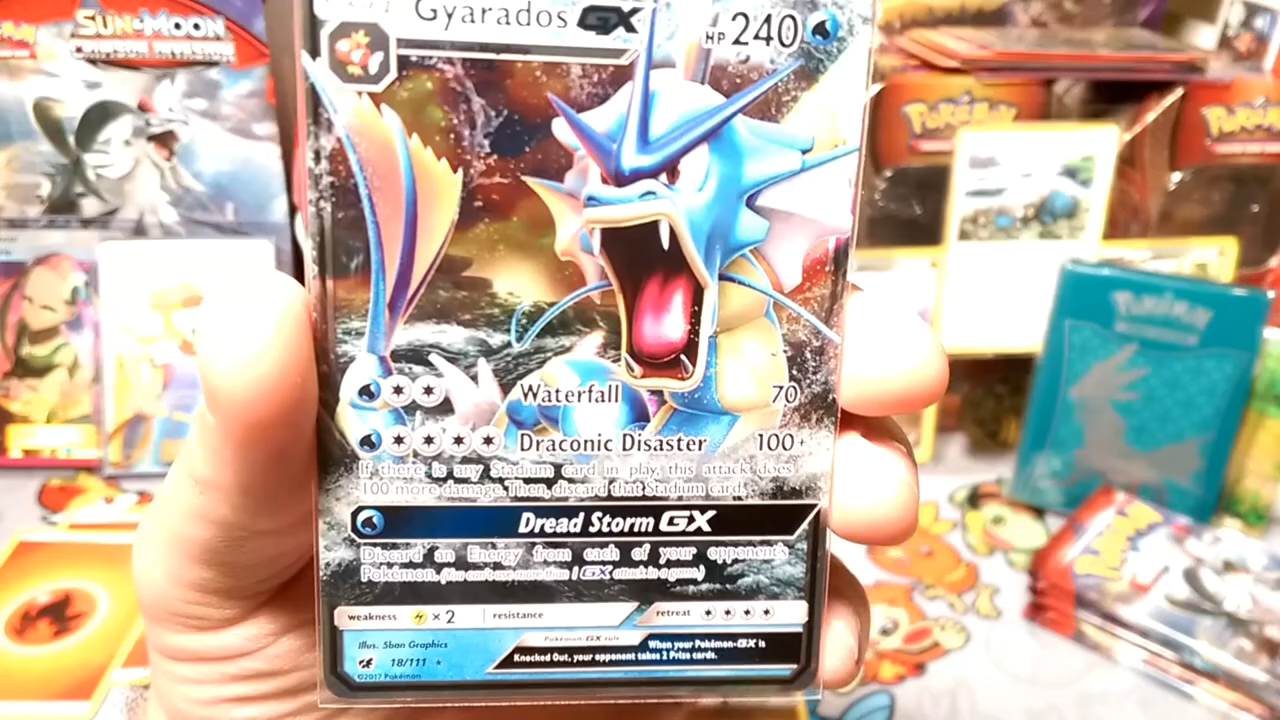 SUN & MOON
CRIMSON INVASION
Gyarados GX
HP 240
Pokémon
Pokémon
Waterfall 70
Draconic Disaster 100+
If there is any Stadium card in play, this attack does
100 more damage. Then, discard that Stadium card.
Dread Storm GX
Discard an Energy from each of your opponent's
Pokémon. (You can't use more than 1 GX attack in a game.)
weakness × 2 resistance retreat
Illus. 5ban Graphics
Pokémon-GX rule
When your Pokémon-GX is
Knocked Out, your opponent takes 2 Prize cards.
18/111
©2017 Pokémon
Pokémon